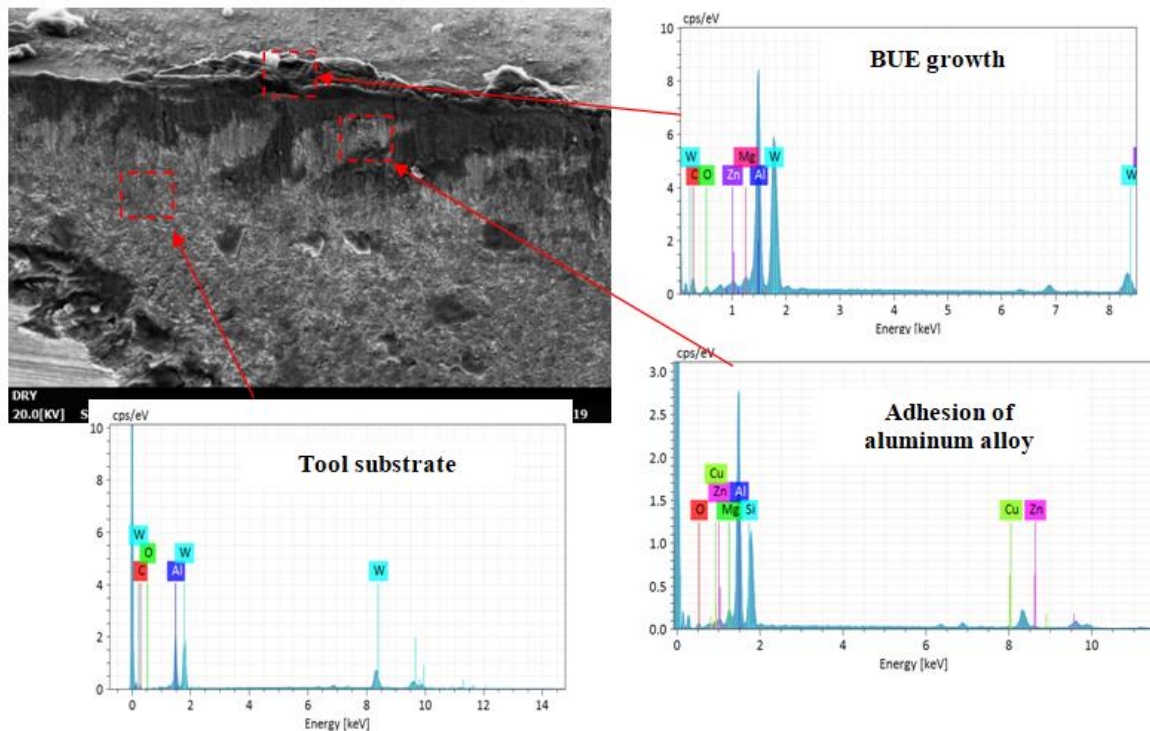 DRY
20.0[KV] S
19
cps/eV
BUE growth
10
8
6
4
2
0
W
C
O
Zn
Mg
Al
W
W
1 2 3 4 5 6 7 8
Energy [keV]
cps/eV
Adhesion of
aluminum alloy
3.0
2.5
2.0
1.5
1.0
0.5
0.0
Cu
Zn
Al
O
Mg
Si
Cu
Zn
0 2 4 6 8 10
Energy [keV]
cps/eV
Tool substrate
10
8
6
4
2
0
W
O
W
C
Al
W
0 2 4 6 8 10 12 14
Energy [keV]